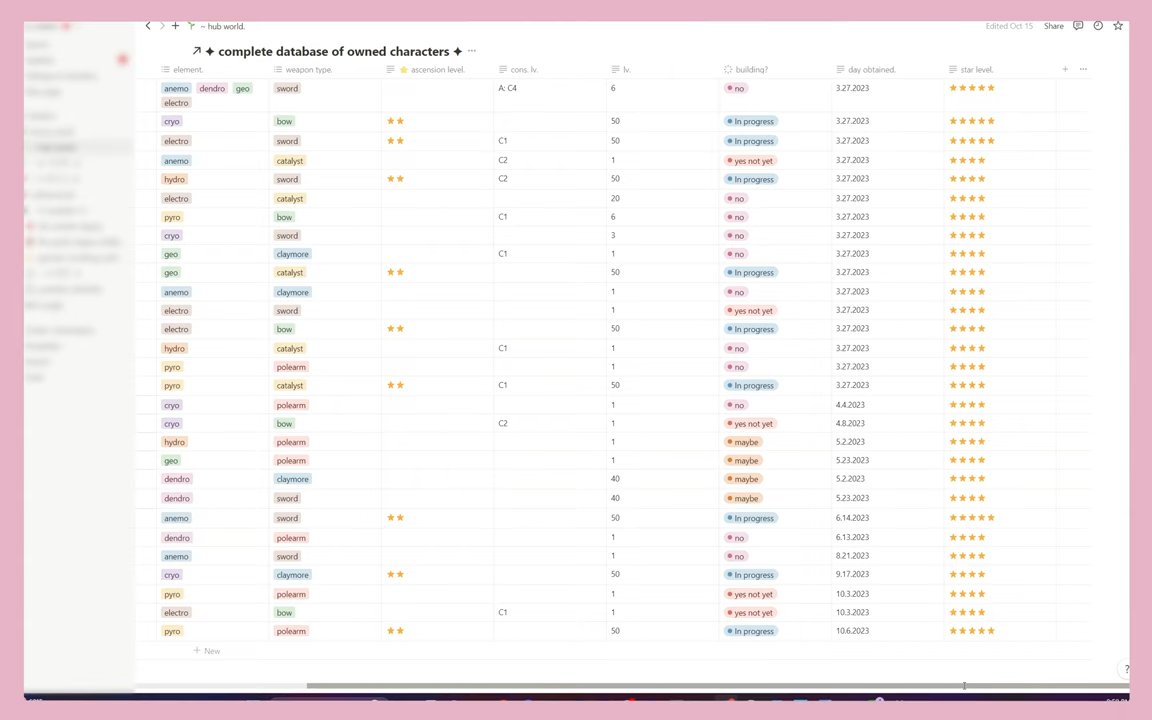 ~ hub world.
Edited Oct 15 Share
↗ ✦ complete database of owned characters ✦ ...
element. weapon type. ⭐ ascension level. cons. lv. lv. building? day obtained. star level.
anemo dendro geo sword A: C4 6 no 3.27.2023 ★★★★★
electro
cryo bow ★★ 50 In progress 3.27.2023 ★★★★★
electro sword ★★ C1 50 In progress 3.27.2023 ★★★★★
anemo catalyst C2 1 yes not yet 3.27.2023 ★★★★
hydro sword ★★ C2 50 In progress 3.27.2023 ★★★★
electro catalyst 20 no 3.27.2023 ★★★★
pyro bow C1 6 no 3.27.2023 ★★★★
cryo sword 3 no 3.27.2023 ★★★★
geo claymore C1 1 no 3.27.2023 ★★★★
geo catalyst ★★ 50 In progress 3.27.2023 ★★★★
anemo claymore 1 no 3.27.2023 ★★★★
electro sword 1 yes not yet 3.27.2023 ★★★★
electro bow ★★ 50 In progress 3.27.2023 ★★★★
hydro catalyst C1 1 no 3.27.2023 ★★★★
pyro polearm 1 no 3.27.2023 ★★★★
pyro catalyst ★★ C1 50 In progress 3.27.2023 ★★★★
cryo polearm 1 no 4.4.2023 ★★★★
cryo bow C2 1 yes not yet 4.8.2023 ★★★★
hydro polearm 1 maybe 5.2.2023 ★★★★
geo polearm 1 maybe 5.23.2023 ★★★★
dendro claymore 40 maybe 5.2.2023 ★★★★
dendro sword 40 maybe 5.23.2023 ★★★★
anemo sword ★★ 50 In progress 6.14.2023 ★★★★★
dendro polearm 1 no 6.13.2023 ★★★★
anemo sword 1 no 8.21.2023 ★★★★
cryo claymore ★★ 50 In progress 9.17.2023 ★★★★
pyro polearm 1 yes not yet 10.3.2023 ★★★★
electro bow C1 1 yes not yet 10.3.2023 ★★★★
pyro polearm ★★ 50 In progress 10.6.2023 ★★★★★
+ New
?